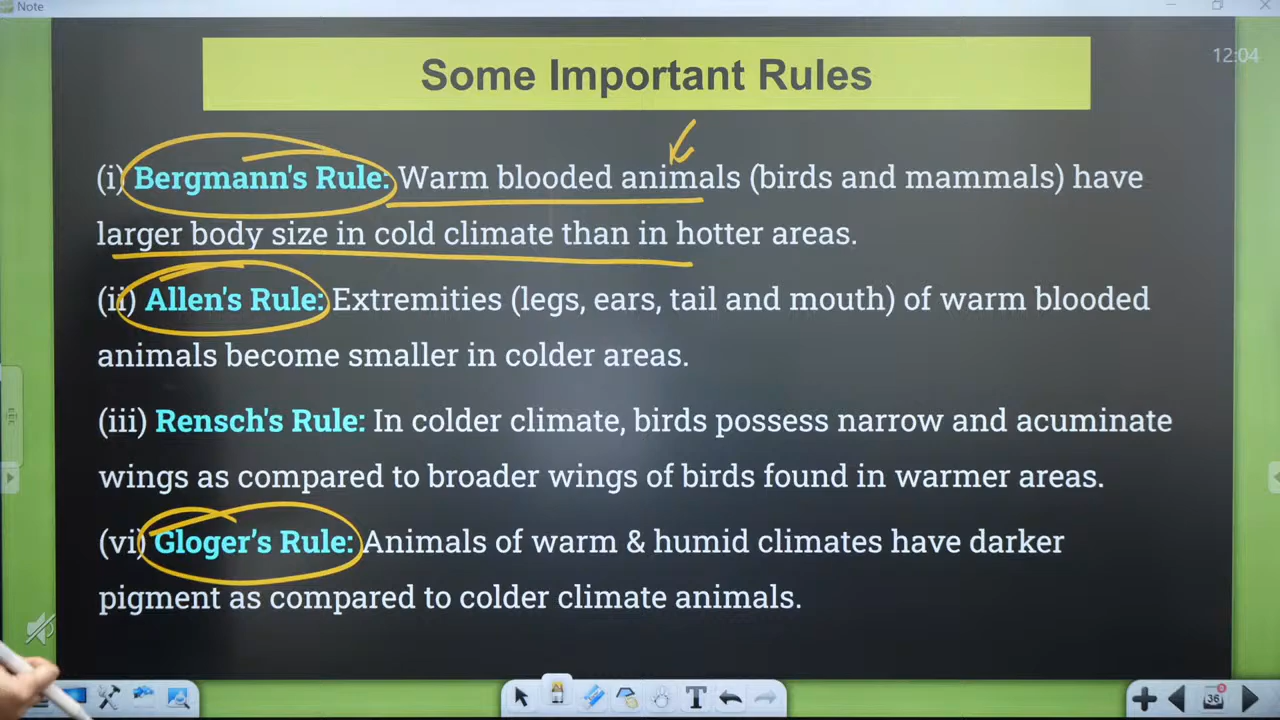 Note
12:04
Some Important Rules
(i) Bergmann's Rule: Warm blooded animals (birds and mammals) have
larger body size in cold climate than in hotter areas.
(ii) Allen's Rule: Extremities (legs, ears, tail and mouth) of warm blooded
animals become smaller in colder areas.
(iii) Rensch's Rule: In colder climate, birds possess narrow and acuminate
wings as compared to broader wings of birds found in warmer areas.
(vi) Gloger's Rule: Animals of warm & humid climates have darker
pigment as compared to colder climate animals.
T
36